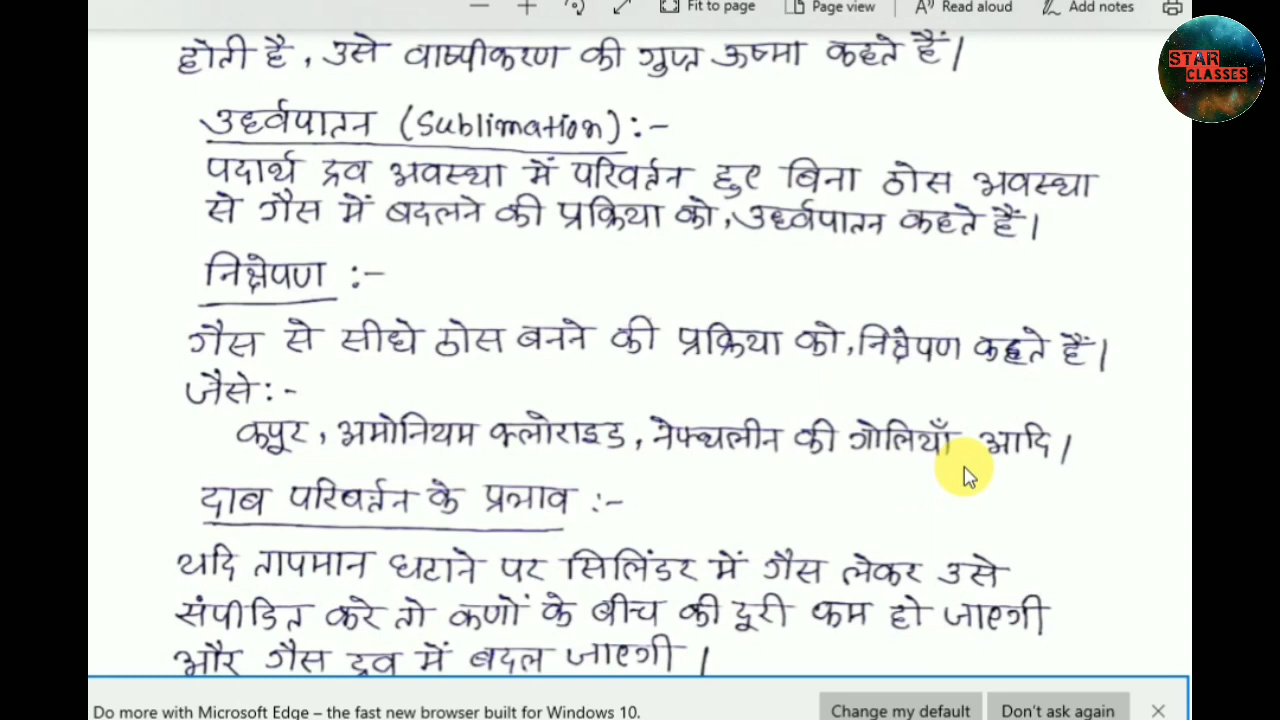 Fit to page Page view Read aloud Add notes
STAR
CLASSES
होती है, उसे वाष्पीकरण की गुप्त ऊष्मा कहते हैं।
उर्ध्वपातन (Sublimation) :-
पदार्थ द्रव अवस्था में परिवर्तन हुए बिना ठोस अवस्था
से गैस में बदलने की प्रक्रिया को, उर्ध्वपातन कहते हैं।
निक्षेपण :-
गैस से सीधे ठोस बनने की प्रक्रिया को, निक्षेपण कहते हैं।
जैसे:-
कपूर, अमोनियम क्लोराइड, नेफ्थलीन की गोलियाँ आदि।
दाब परिवर्तन के प्रभाव :-
यदि तापमान घटाने पर सिलिंडर में गैस लेकर उसे
संपीडित करे तो कणों के बीच की दूरी कम हो जाएगी
और गैस द्रव में बदल जाएगी।
Do more with Microsoft Edge – the fast new browser built for Windows 10. Change my default Don't ask again